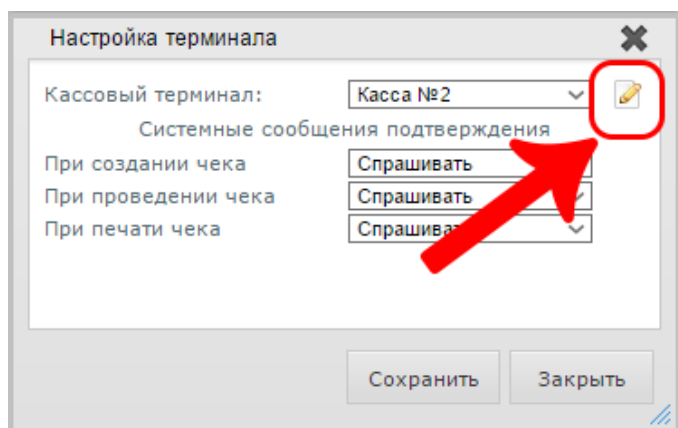 Настройка терминала
Кассовый терминал: Касса №2
Системные сообщения подтверждения
При создании чека Спрашивать
При проведении чека Спрашивать
При печати чека
Сохранить Закрыть